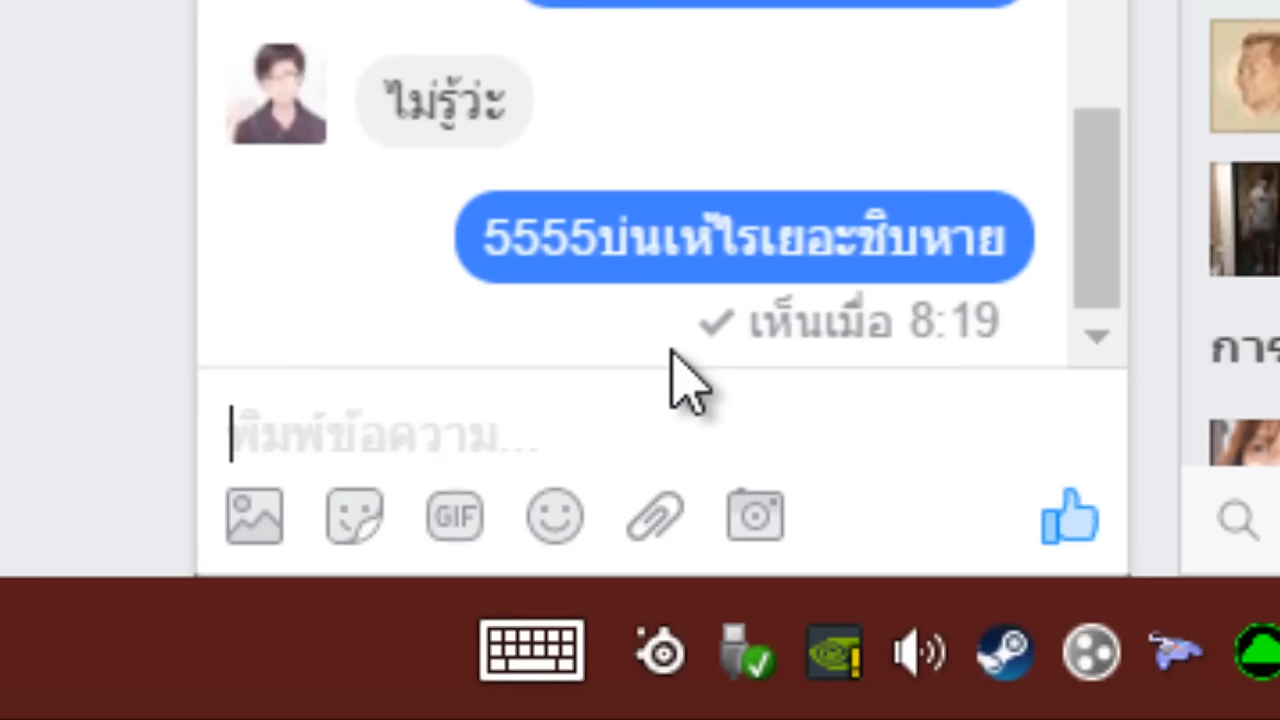 ไม่รู้ว่ะ
5555บ่นเห้ไรเยอะชิบหาย
เห็นเมื่อ 8:19
พิมพ์ข้อความ...
GIF
การ